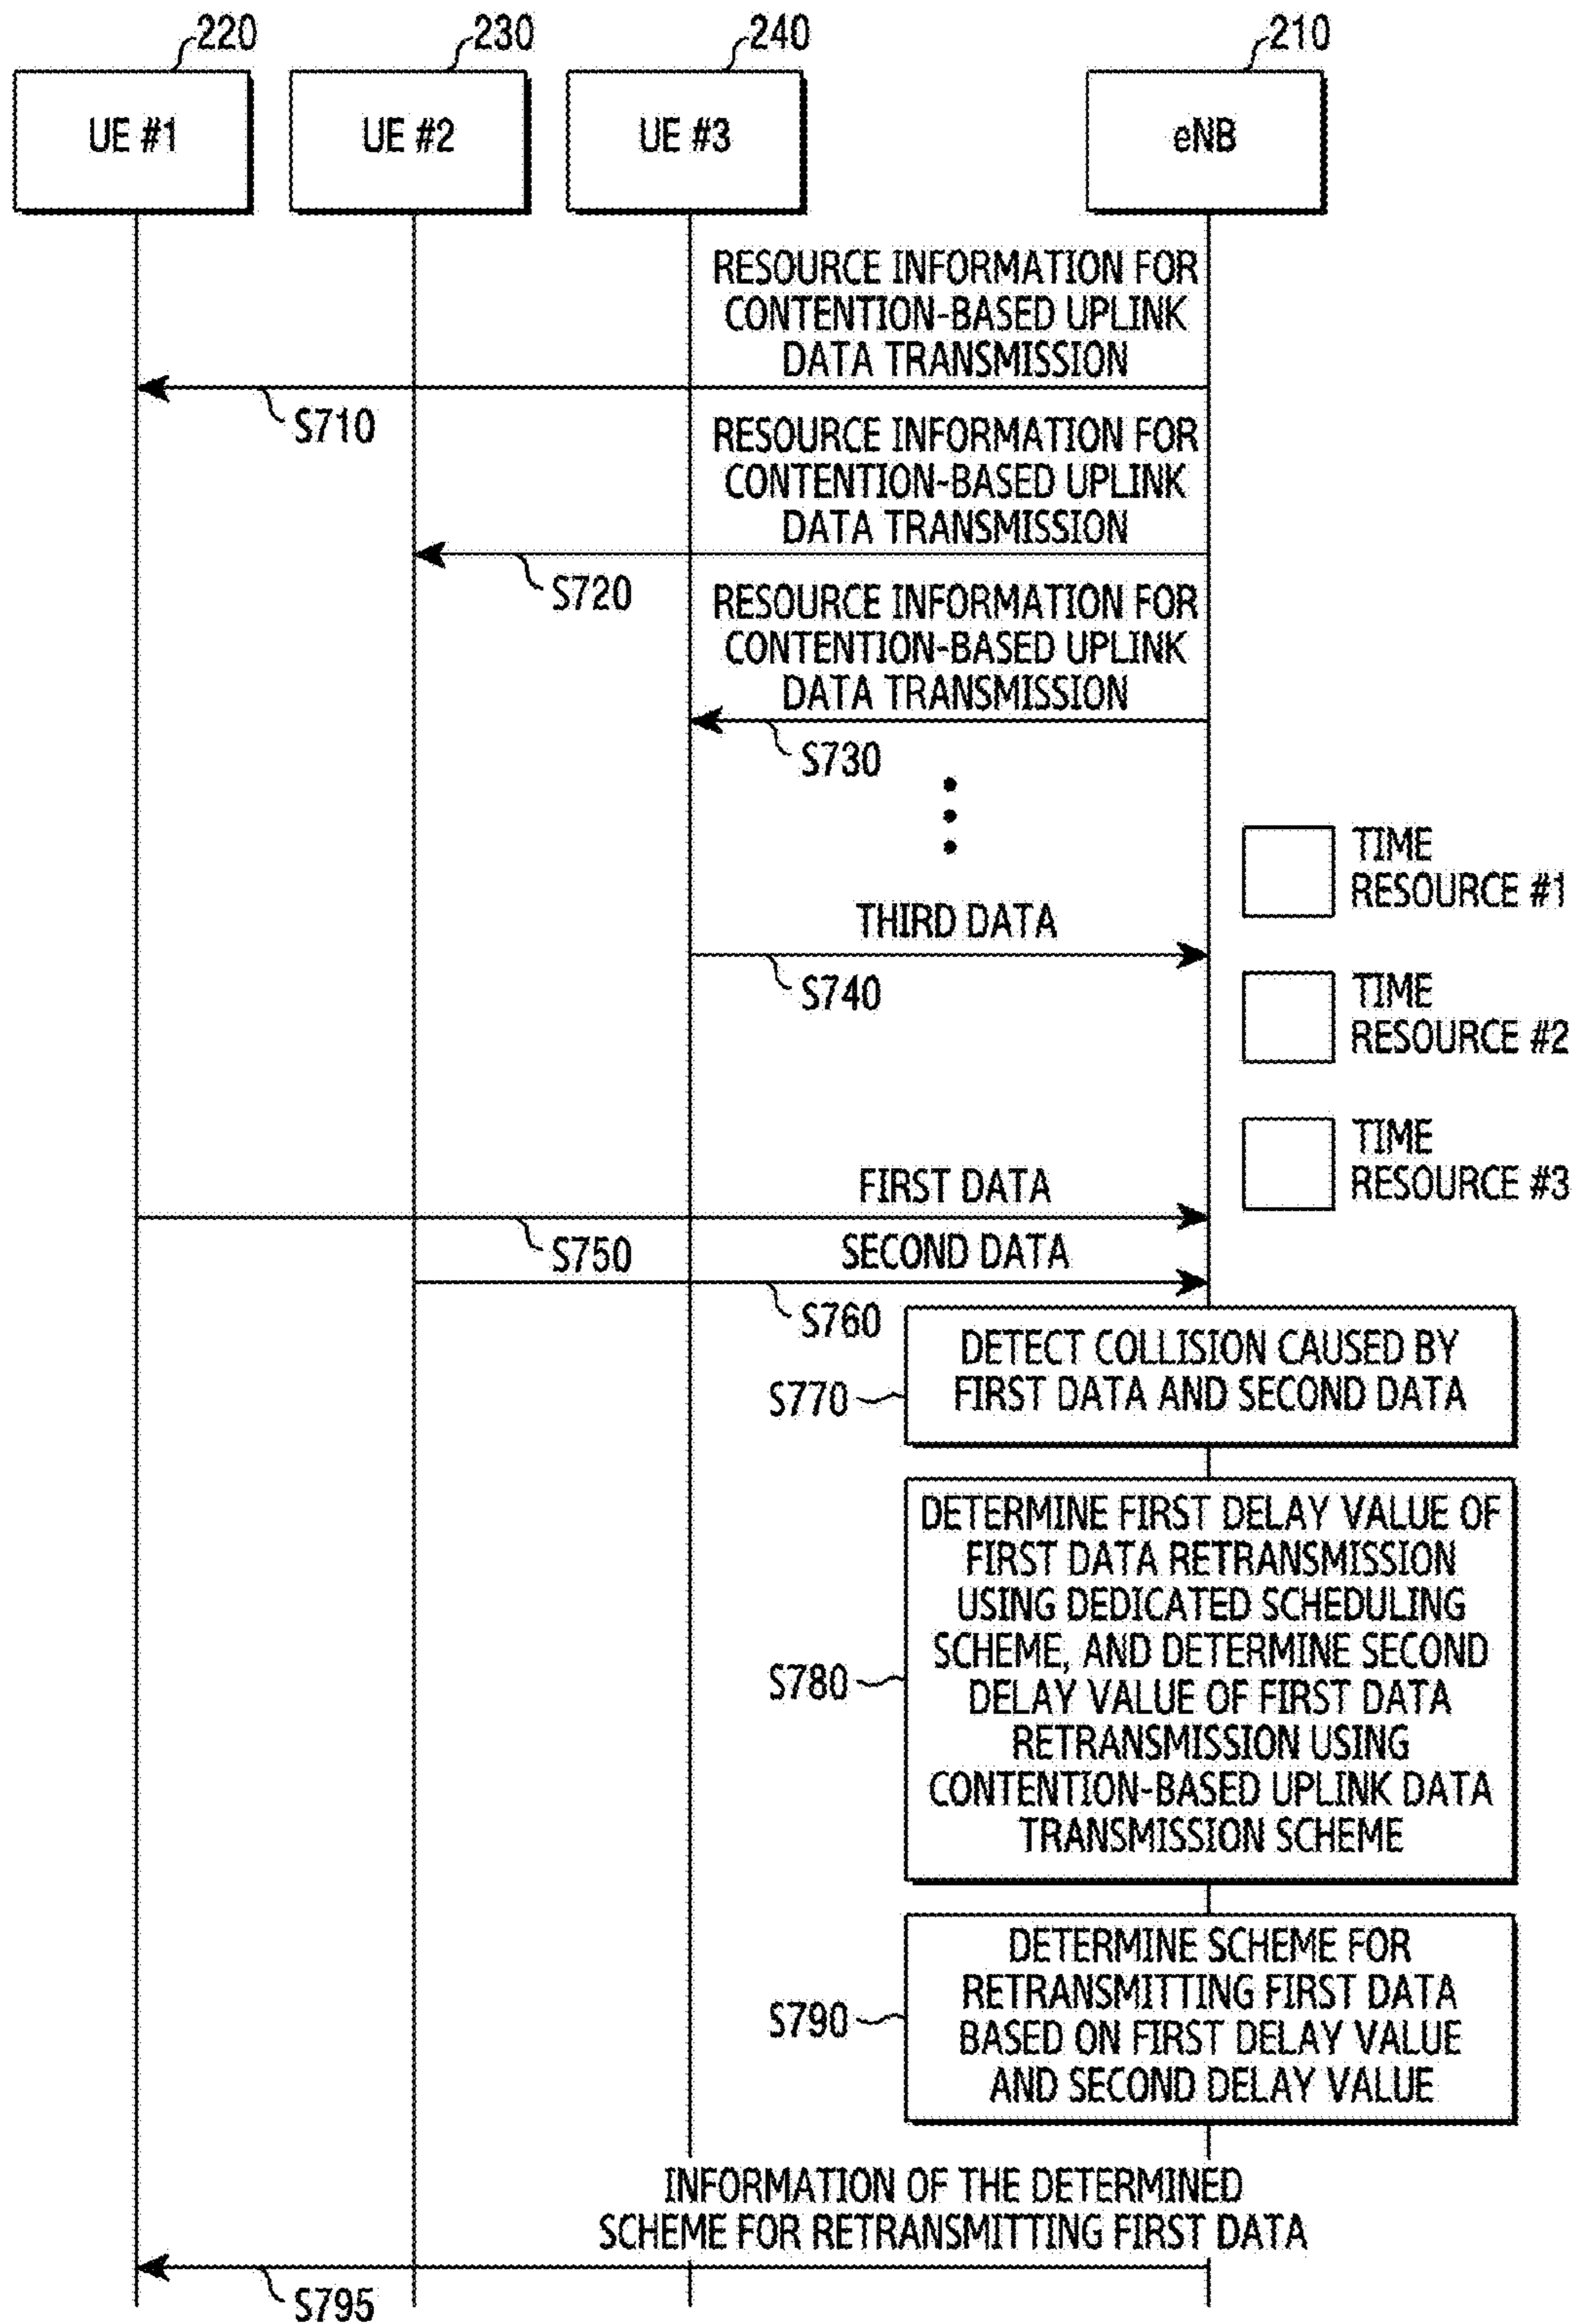 220
230
240
210
UE #1
UE #2
UE #3
eNB
RESOURCE INFORMATION FOR
CONTENTION-BASED UPLINK
DATA TRANSMISSION
S710
RESOURCE INFORMATION FOR
CONTENTION-BASED UPLINK
DATA TRANSMISSION
S720
RESOURCE INFORMATION FOR
CONTENTION-BASED UPLINK
DATA TRANSMISSION
S730
TIME
RESOURCE #1
THIRD DATA
S740
TIME
RESOURCE #2
TIME
RESOURCE #3
FIRST DATA
S750
SECOND DATA
S760
DETECT COLLISION CAUSED BY
FIRST DATA AND SECOND DATA
S770
DETERMINE FIRST DELAY VALUE OF
FIRST DATA RETRANSMISSION
USING DEDICATED SCHEDULING
SCHEME, AND DETERMINE SECOND
DELAY VALUE OF FIRST DATA
RETRANSMISSION USING
CONTENTION-BASED UPLINK DATA
TRANSMISSION SCHEME
S780
DETERMINE SCHEME FOR
RETRANSMITTING FIRST DATA
BASED ON FIRST DELAY VALUE
AND SECOND DELAY VALUE
S790
INFORMATION OF THE DETERMINED
SCHEME FOR RETRANSMITTING FIRST DATA
S795